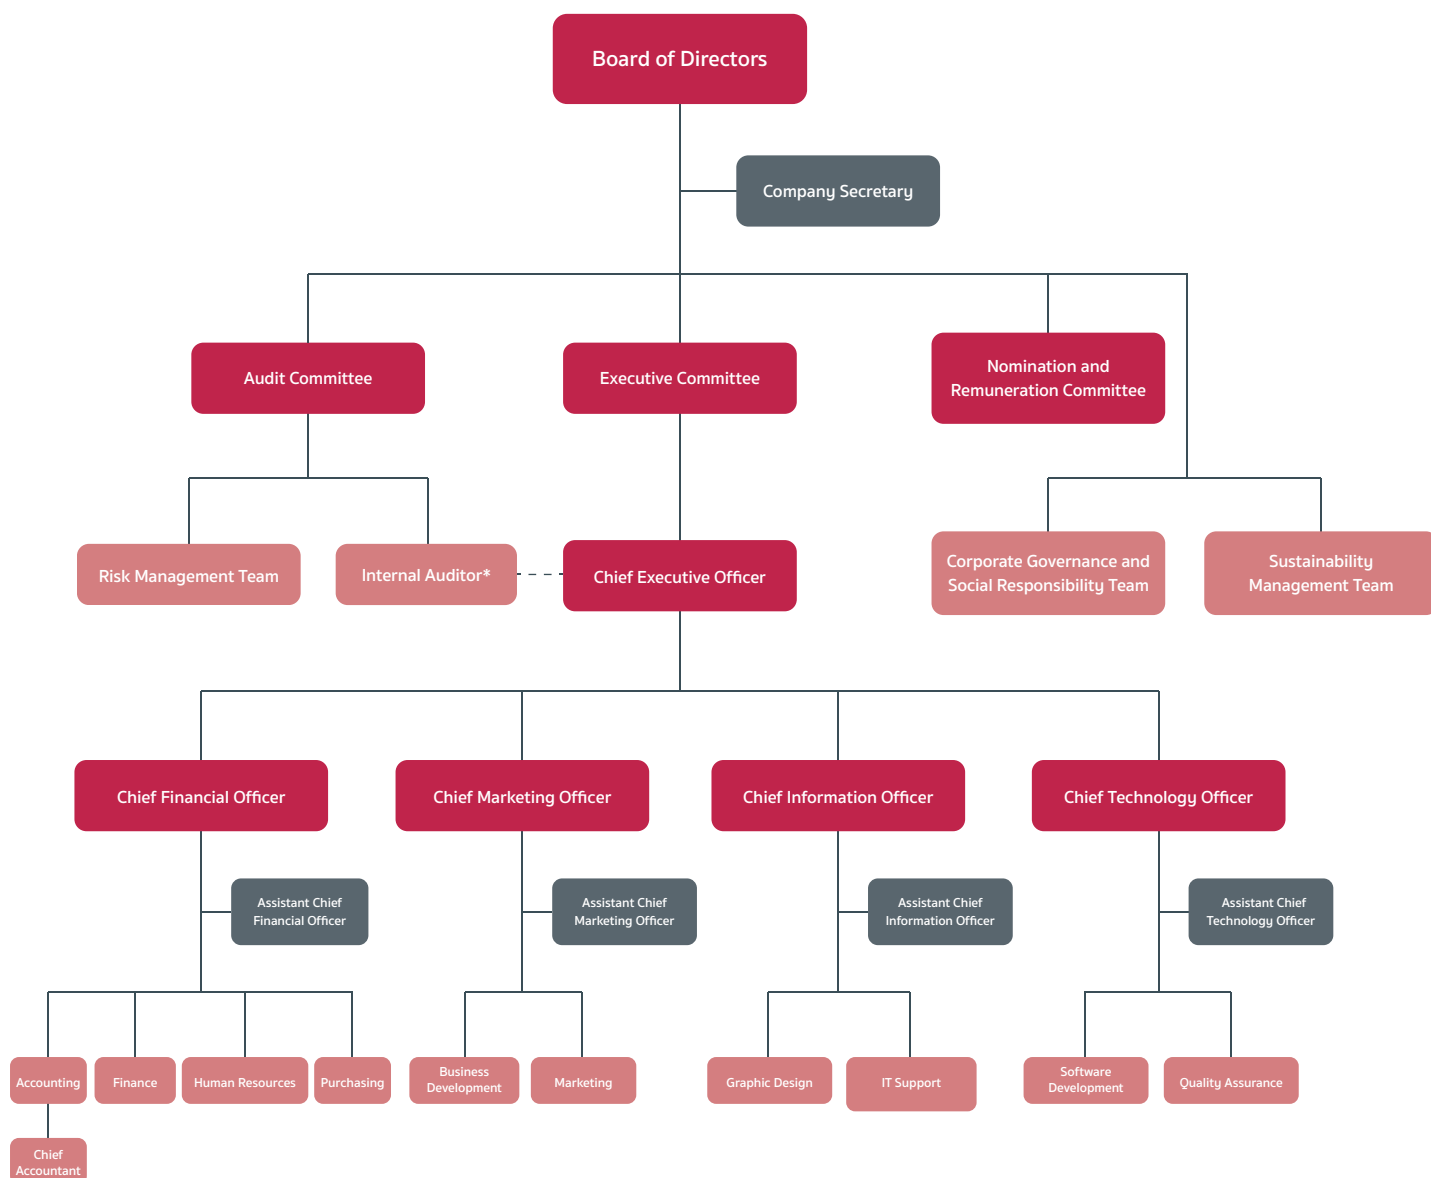 Board of Directors
Company Secretary
Audit Committee
Executive Committee
Nomination and
Remuneration Committee
Risk Management Team
Internal Auditor*
Chief Executive Officer
Corporate Governance and
Social Responsibility Team
Sustainability
Management Team
Chief Financial Officer
Chief Marketing Officer
Chief Information Officer
Chief Technology Officer
Assistant Chief
Financial Officer
Assistant Chief
Marketing Officer
Assistant Chief
Information Officer
Assistant Chief
Technology Officer
Accounting
Finance
Human Resources
Purchasing
Business
Development
Marketing
Graphic Design
IT Support
Software
Development
Quality Assurance
Chief
Accountant